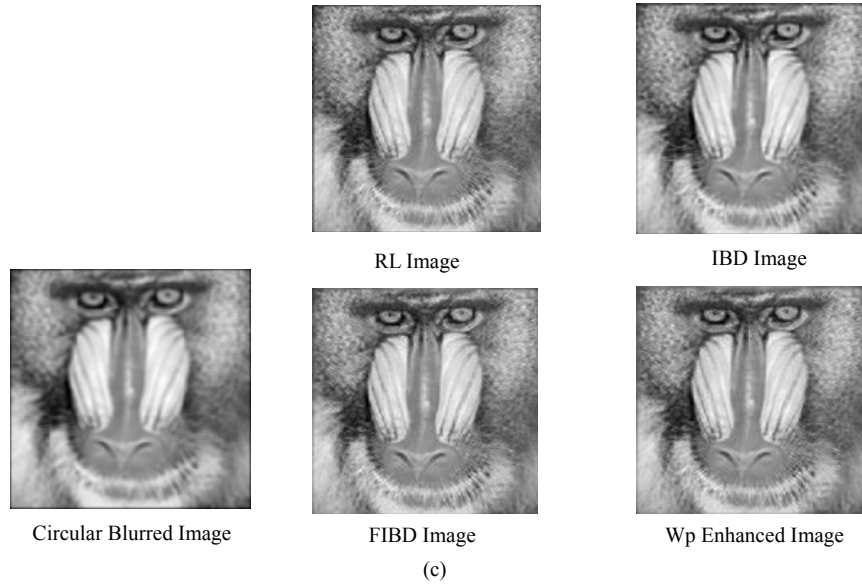 RL Image
IBD Image
Circular Blurred Image
FIBD Image
Wp Enhanced Image
(c)